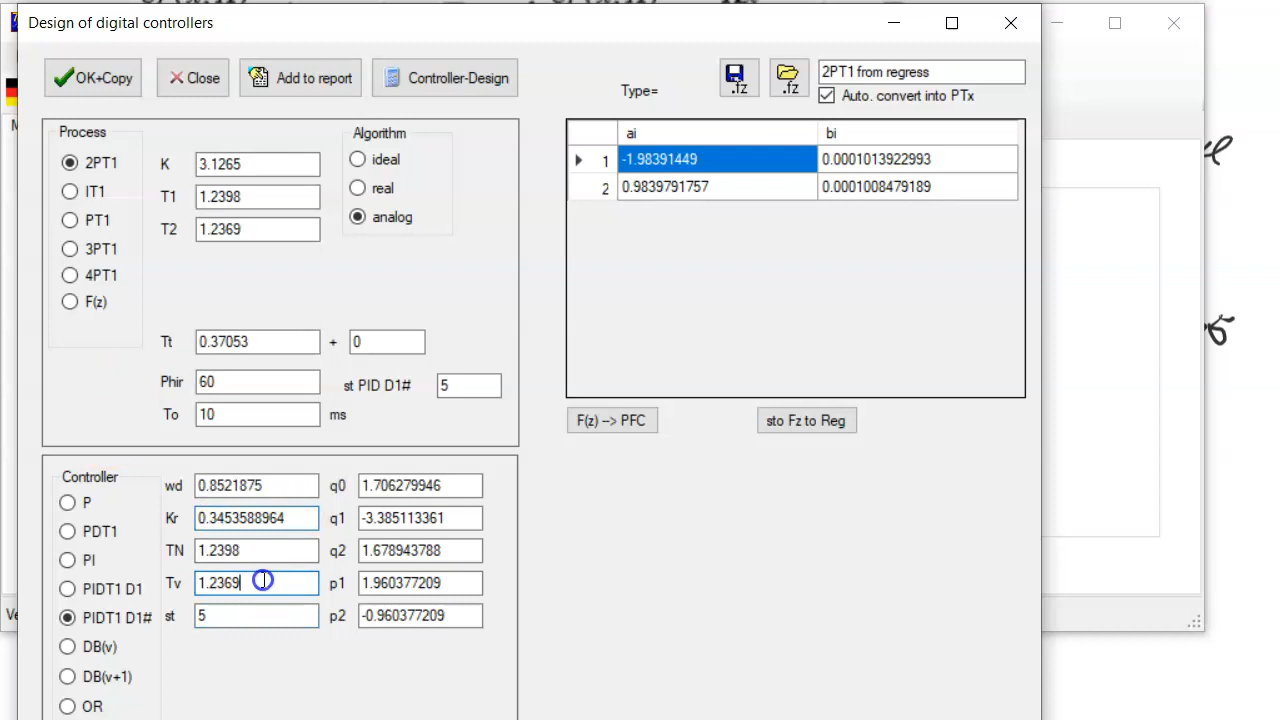 Design of digital controllers
OK+Copy
Close
Add to report
Controller-Design
Type=
.fz
.fz
2PT1 from regress
Auto. convert into PTx
Process
2PT1
IT1
PT1
3PT1
4PT1
F(z)
K 3.1265
T1 1.2398
T2 1.2369
Algorithm
ideal
real
analog
Tt 0.37053 + 0
Phir 60 st PID D1# 5
To 10 ms
ai bi
1 -1.98391449 0.0001013922993
2 0.9839791757 0.0001008479189
F(z) --> PFC
sto Fz to Reg
Controller
P
PDT1
PI
PIDT1 D1
PIDT1 D1#
DB(v)
DB(v+1)
OR
wd 0.8521875 q0 1.706279946
Kr 0.3453588964 q1 -3.385113361
TN 1.2398 q2 1.678943788
Tv 1.2369 p1 1.960377209
st 5 p2 -0.960377209